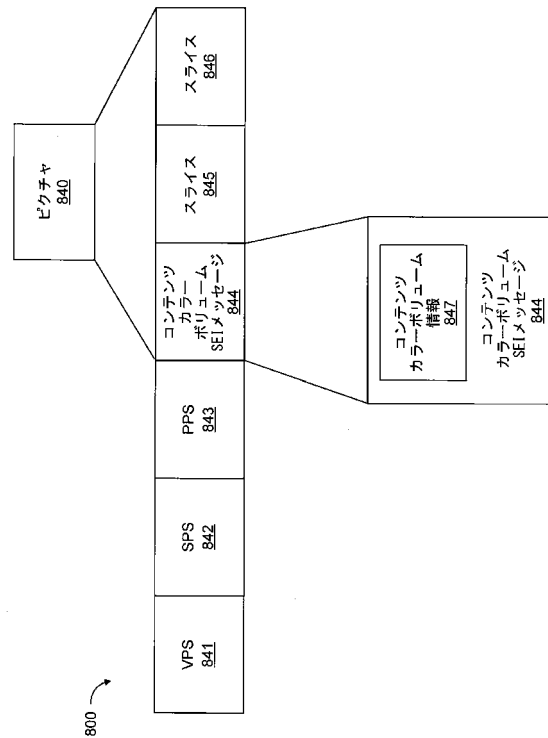 800
ピクチャ
840
VPS
841
SPS
842
PPS
843
コンテンツ
カラー
ボリューム
SEIメッセージ
844
スライス
845
スライス
846
コンテンツ
カラーボリューム
情報
847
コンテンツ
カラーボリューム
SEIメッセージ
844